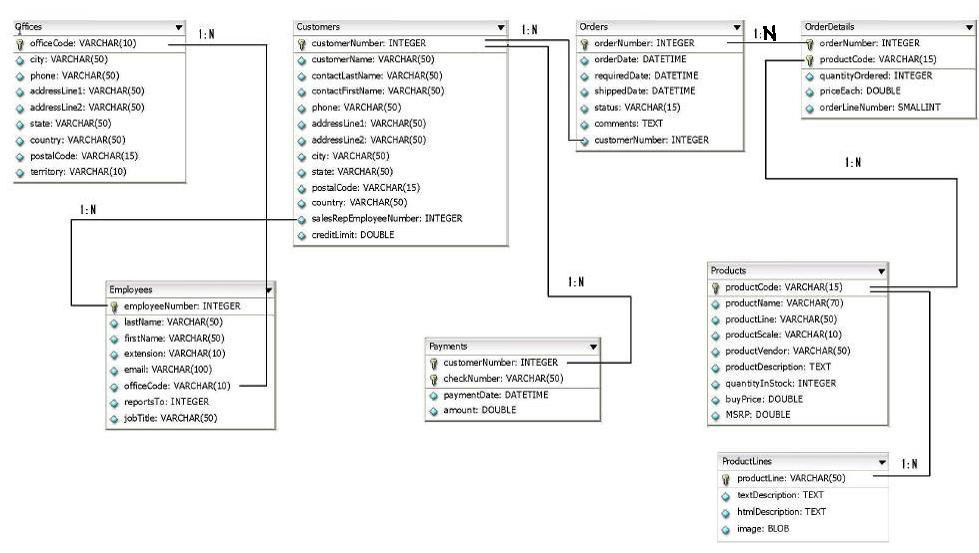 Offices
officeCode: VARCHAR(10)
city: VARCHAR(50)
phone: VARCHAR(50)
addressLine1: VARCHAR(50)
addressLine2: VARCHAR(50)
state: VARCHAR(50)
country: VARCHAR(50)
postalCode: VARCHAR(15)
territory: VARCHAR(10)
1:N
Customers
customerNumber: INTEGER
customerName: VARCHAR(50)
contactLastName: VARCHAR(50)
contactFirstName: VARCHAR(50)
phone: VARCHAR(50)
addressLine1: VARCHAR(50)
addressLine2: VARCHAR(50)
city: VARCHAR(50)
state: VARCHAR(50)
postalCode: VARCHAR(15)
country: VARCHAR(50)
salesRepEmployeeNumber: INTEGER
creditLimit: DOUBLE
1:N
Orders
orderNumber: INTEGER
orderDate: DATETIME
requiredDate: DATETIME
shippedDate: DATETIME
status: VARCHAR(15)
comments: TEXT
customerNumber: INTEGER
1:N
OrderDetails
orderNumber: INTEGER
productCode: VARCHAR(15)
quantityOrdered: INTEGER
priceEach: DOUBLE
orderLineNumber: SMALLINT
1:N
1:N
Employees
employeeNumber: INTEGER
lastName: VARCHAR(50)
firstName: VARCHAR(50)
extension: VARCHAR(10)
email: VARCHAR(100)
officeCode: VARCHAR(10)
reportsTo: INTEGER
jobTitle: VARCHAR(50)
1:N
Payments
customerNumber: INTEGER
checkNumber: VARCHAR(50)
paymentDate: DATETIME
amount: DOUBLE
Products
productCode: VARCHAR(15)
productName: VARCHAR(70)
productLine: VARCHAR(50)
productScale: VARCHAR(10)
productVendor: VARCHAR(50)
productDescription: TEXT
quantityInStock: INTEGER
buyPrice: DOUBLE
MSRP: DOUBLE
ProductLines
productLine: VARCHAR(50)
textDescription: TEXT
htmlDescription: TEXT
image: BLOB
1:N